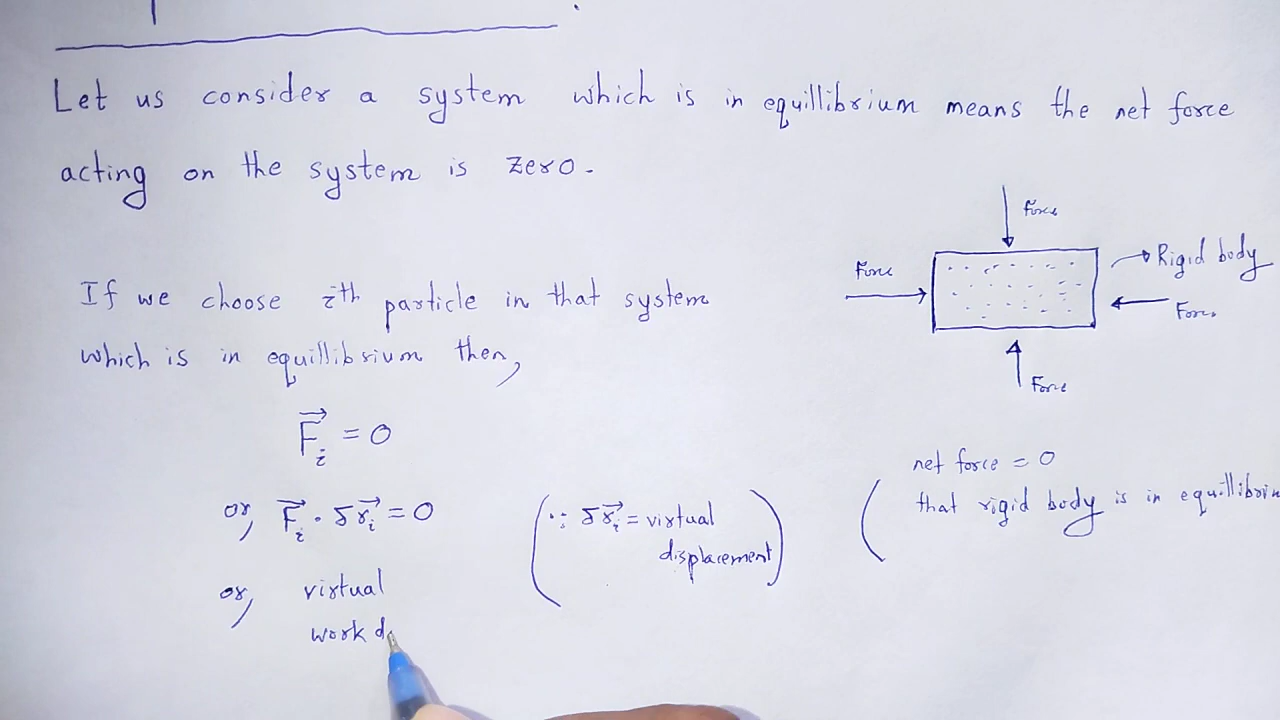 Let us consider a system which is in equillibrium means the net force
acting on the system is zero.
Force
Force
Rigid body
Force
Force
If we choose ith particle in that system
which is in equillibrium then,
F⃗ᵢ = 0
or, F⃗ᵢ · δr⃗ᵢ = 0
(∵ δr⃗ᵢ = virtual
displacement)
net force = 0
(that rigid body is in equillibriu
or, virtual
work d